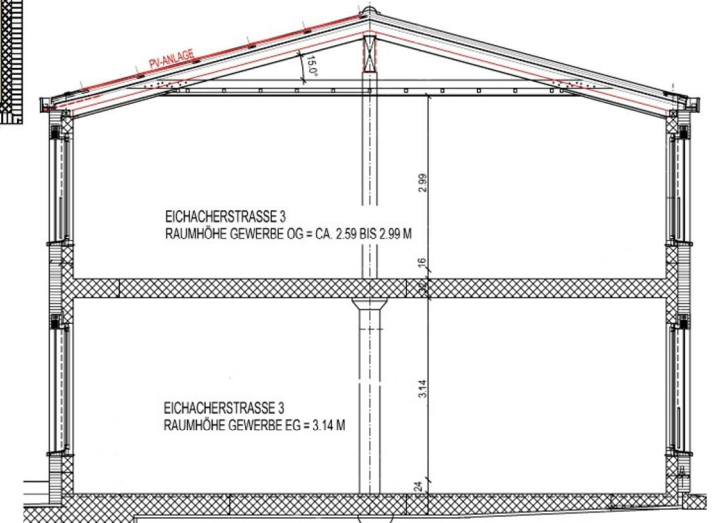 PV-ANLAGE
15.0°
2.99
EICHACHERSTRASSE 3
RAUMHÖHE GEWERBE OG = CA. 2.59 BIS 2.99 M
16
32
3.14
EICHACHERSTRASSE 3
RAUMHÖHE GEWERBE EG = 3.14 M
24